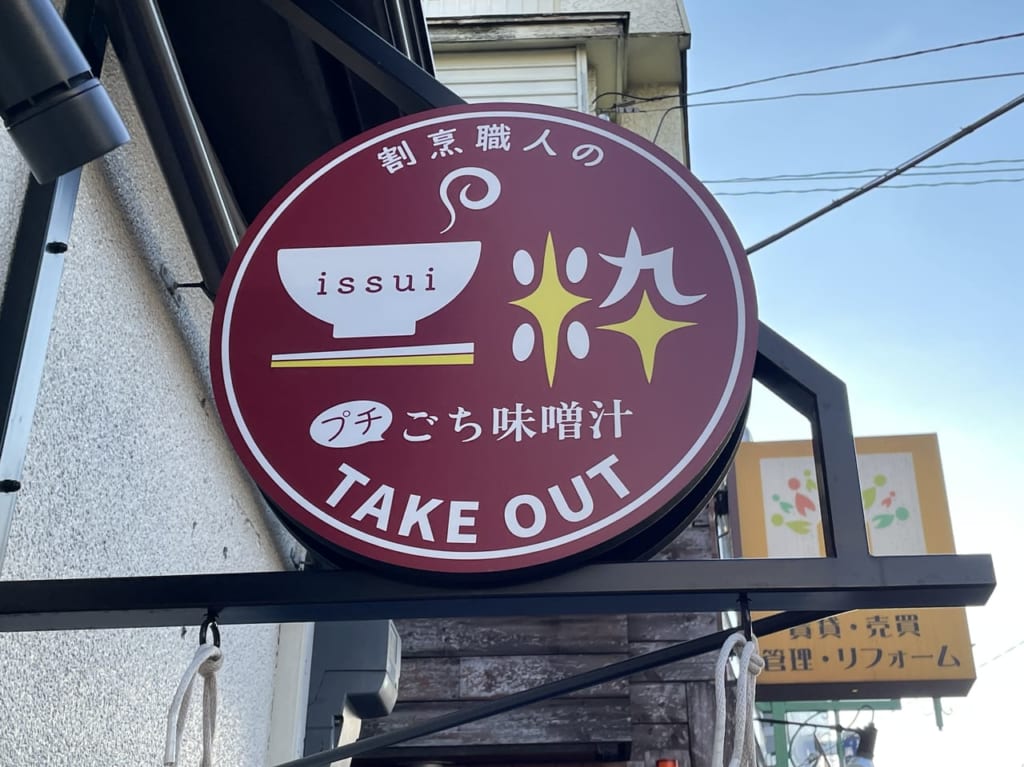 割烹職人の
issui
プチ
ごち味噌汁
TAKE OUT
賃貸・売買
管理・リフォーム